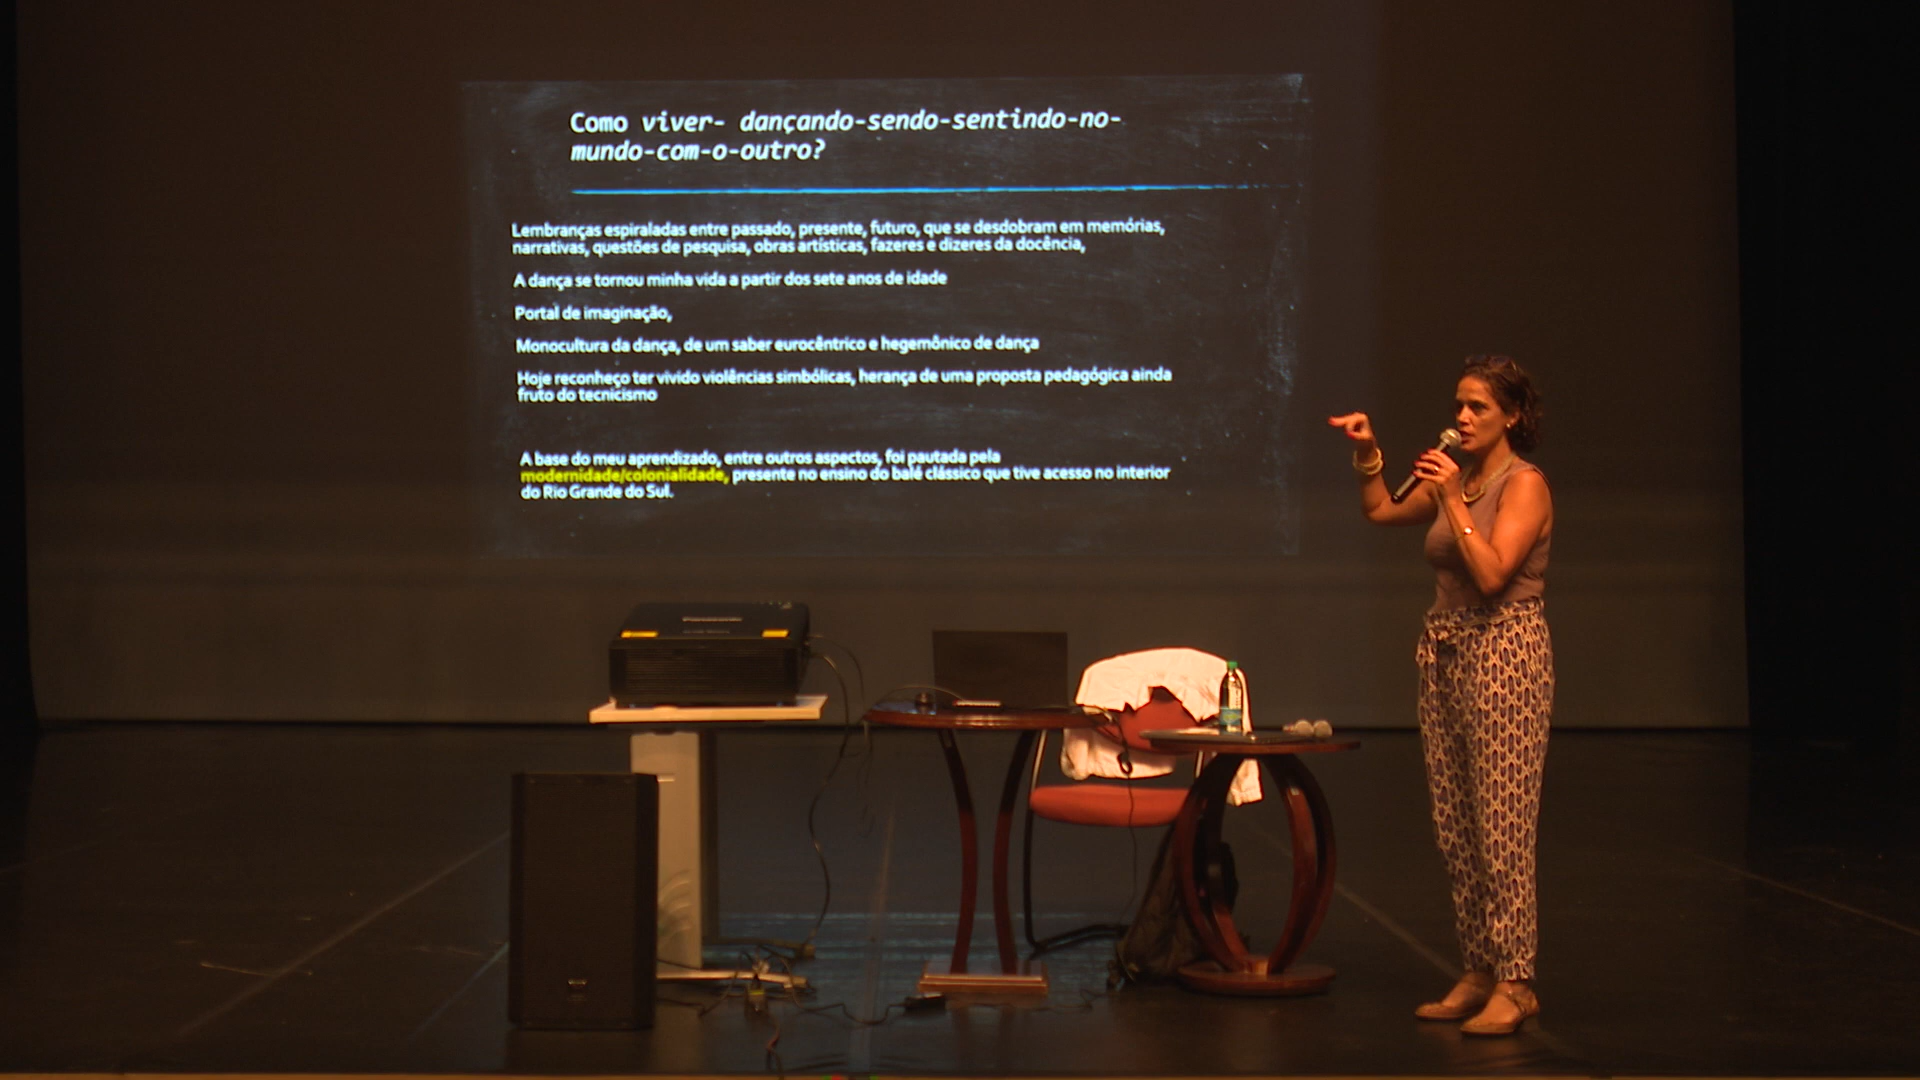 Como viver- dançando-sendo-sentindo-no-
mundo-com-o-outro?
Lembranças espiraladas entre passado, presente, futuro, que se desdobram em memórias,
narrativas, questões de pesquisa, obras artísticas, fazeres e dizeres da docência,
A dança se tornou minha vida a partir dos sete anos de idade
Portal de imaginação,
Monocultura da dança, de um saber eurocêntrico e hegemônico de dança
Hoje reconheço ter vivido violências simbólicas, herança de uma proposta pedagógica ainda
fruto do tecnicismo
A base do meu aprendizado, entre outros aspectos, foi pautada pela
modernidade/colonialidade, presente no ensino do balé clássico que tive acesso no interior
do Rio Grande do Sul.
Panasonic